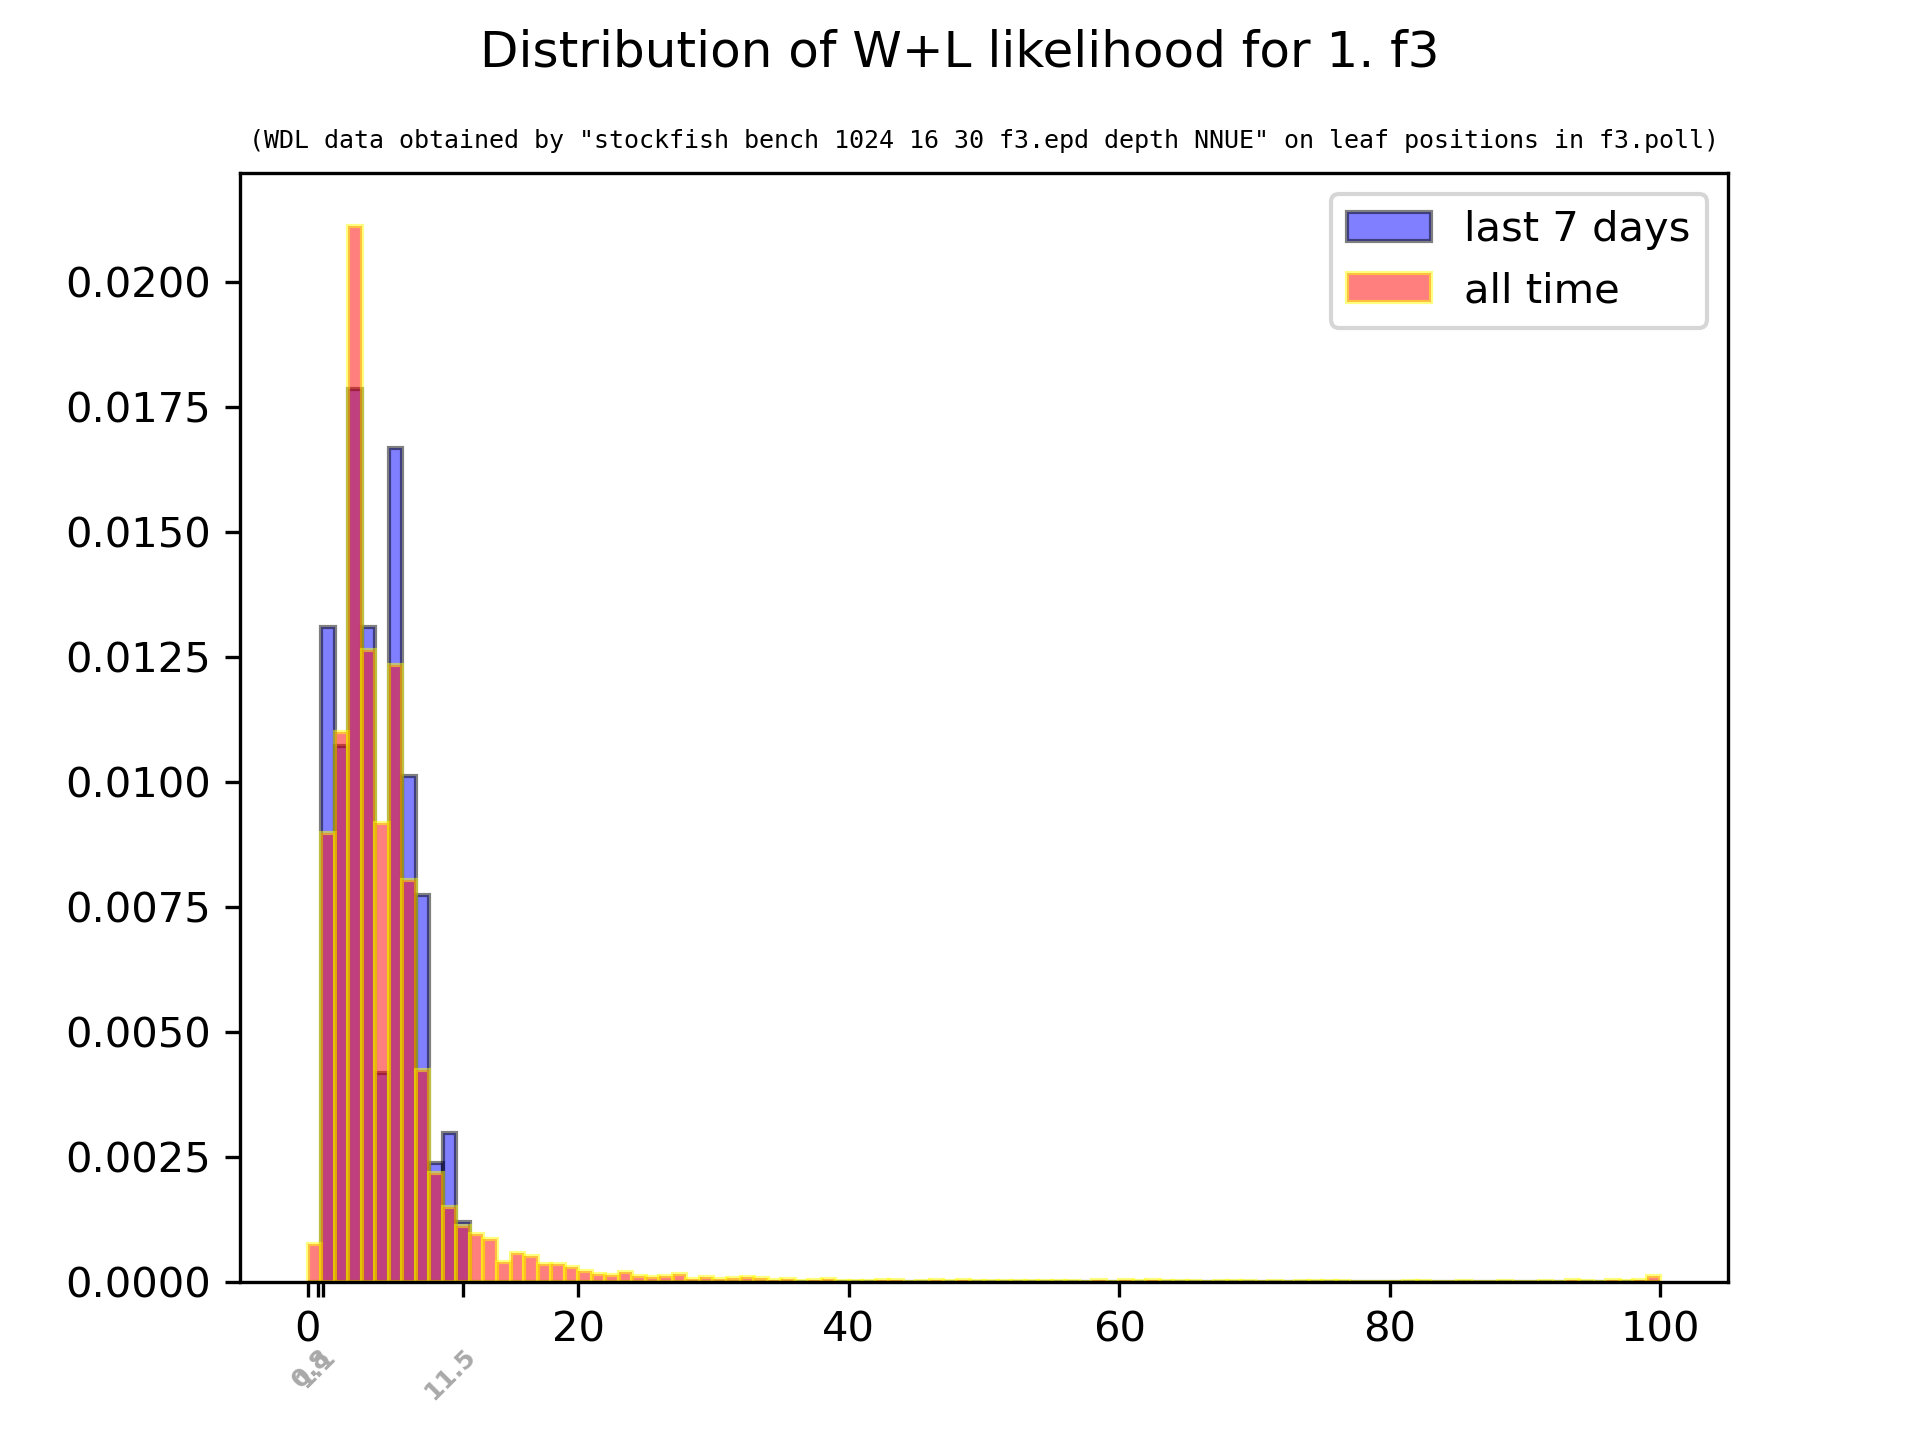 Distribution of W+L likelihood for 1. f3
(WDL data obtained by "stockfish bench 1024 16 30 f3.epd depth NNUE" on leaf positions in f3.poll)
last 7 days
all time
0.0200
0.0175
0.0150
0.0125
0.0100
0.0075
0.0050
0.0025
0.0000
0 20 40 60 80 100
11.5